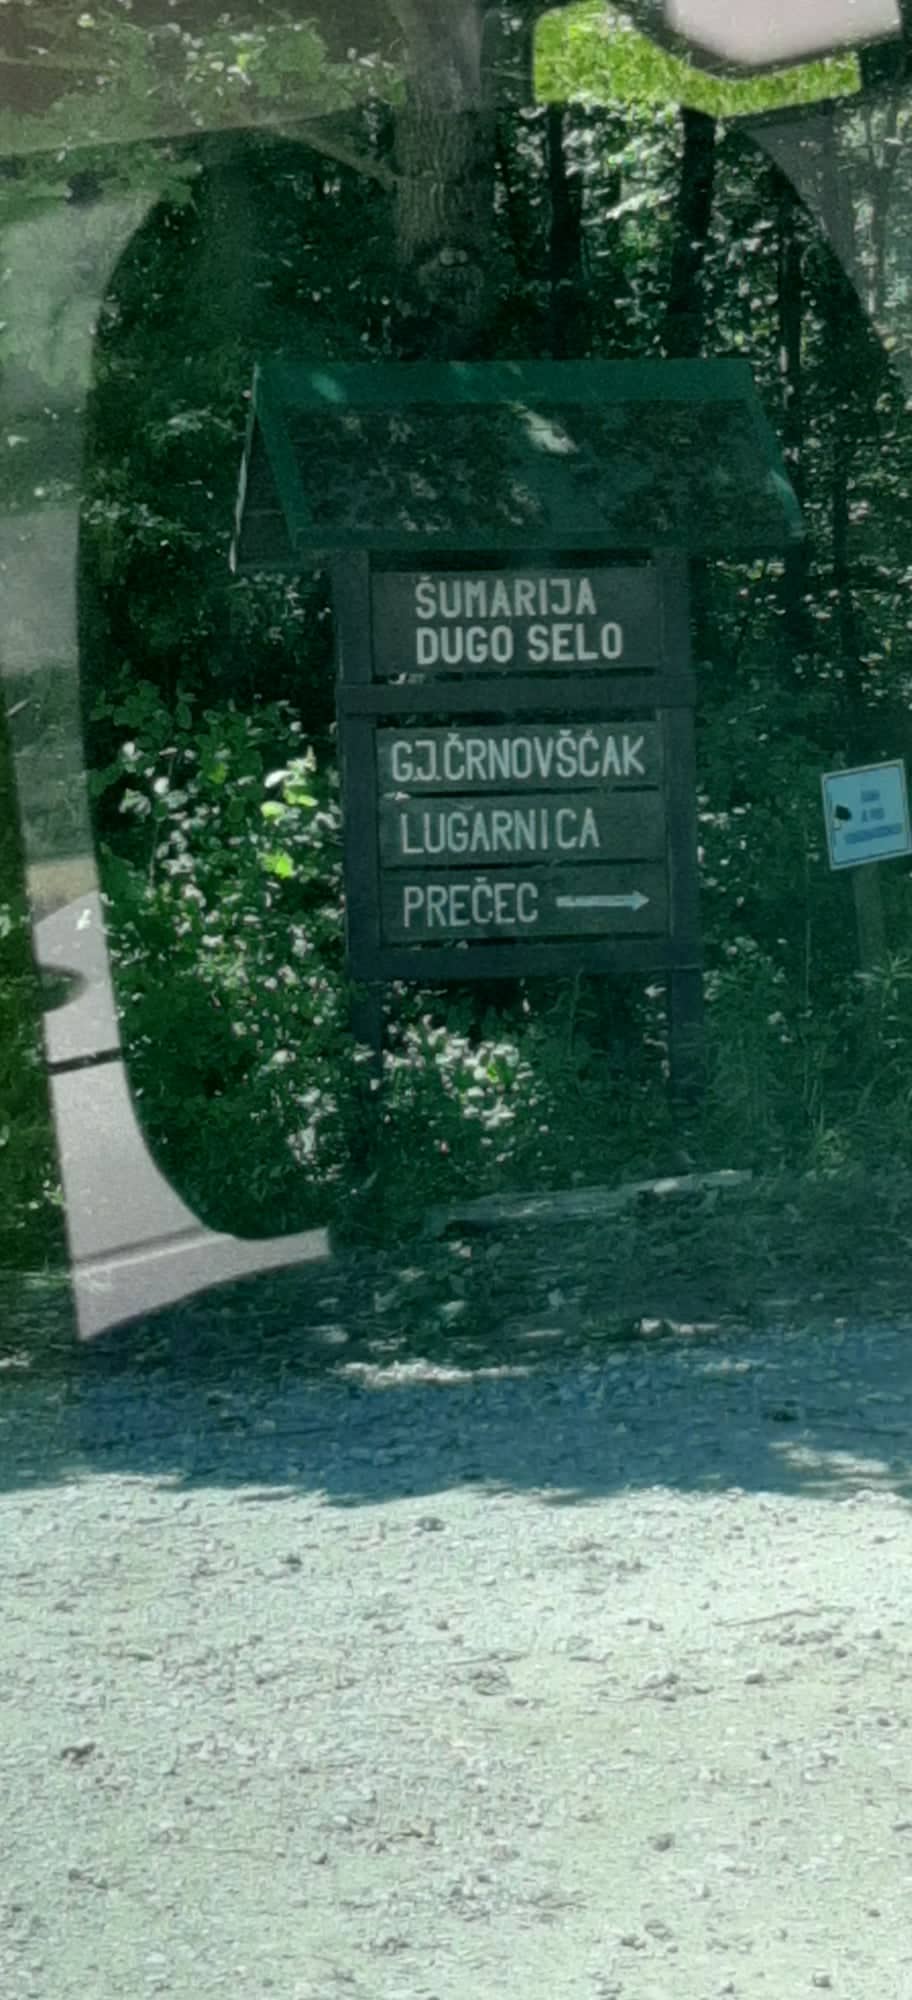 ŠUMARIJA
DUGO SELO
G.J.ČRNOVŠĆAK
LUGARNICA
PREČEC